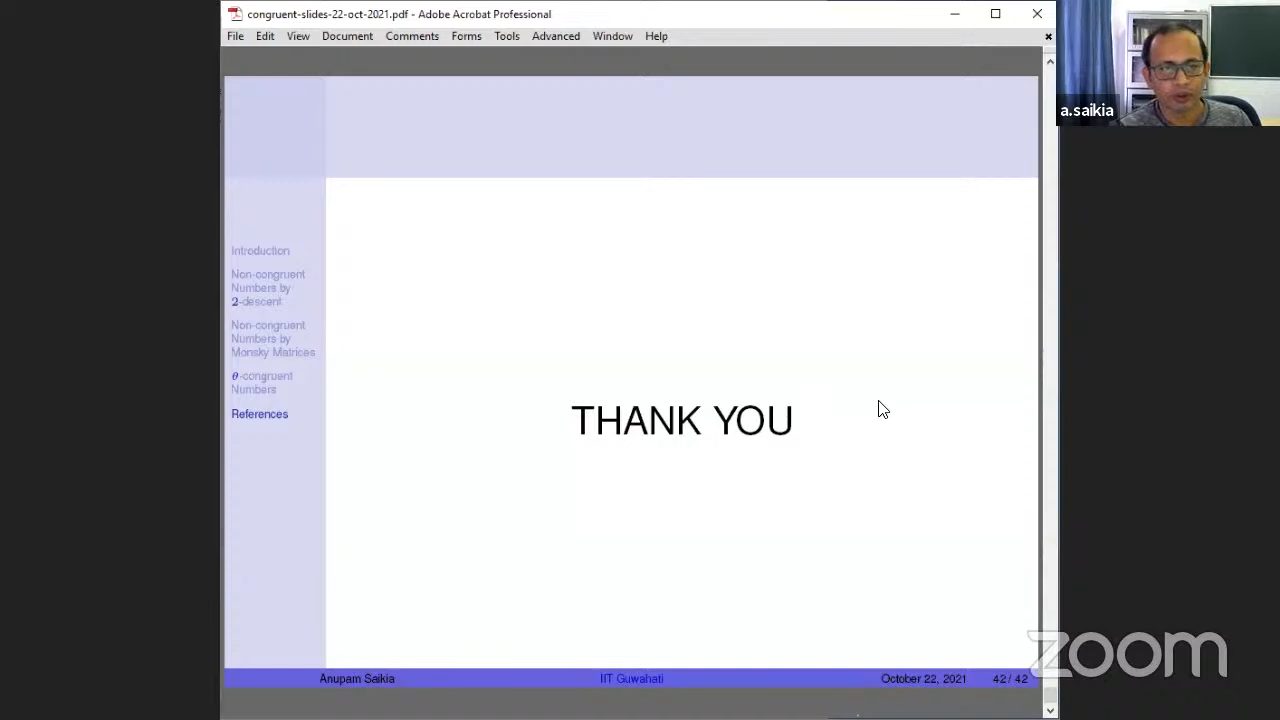 congruent-slides-22-oct-2021.pdf - Adobe Acrobat Professional
File Edit View Document Comments Forms Tools Advanced Window Help
a.saikia
Introduction
Non-congruent
Numbers by
2-descent
Non-congruent
Numbers by
Monsky Matrices
θ-congruent
Numbers
References
THANK YOU
Anupam Saikia IIT Guwahati October 22, 2021 42 / 42
zoom